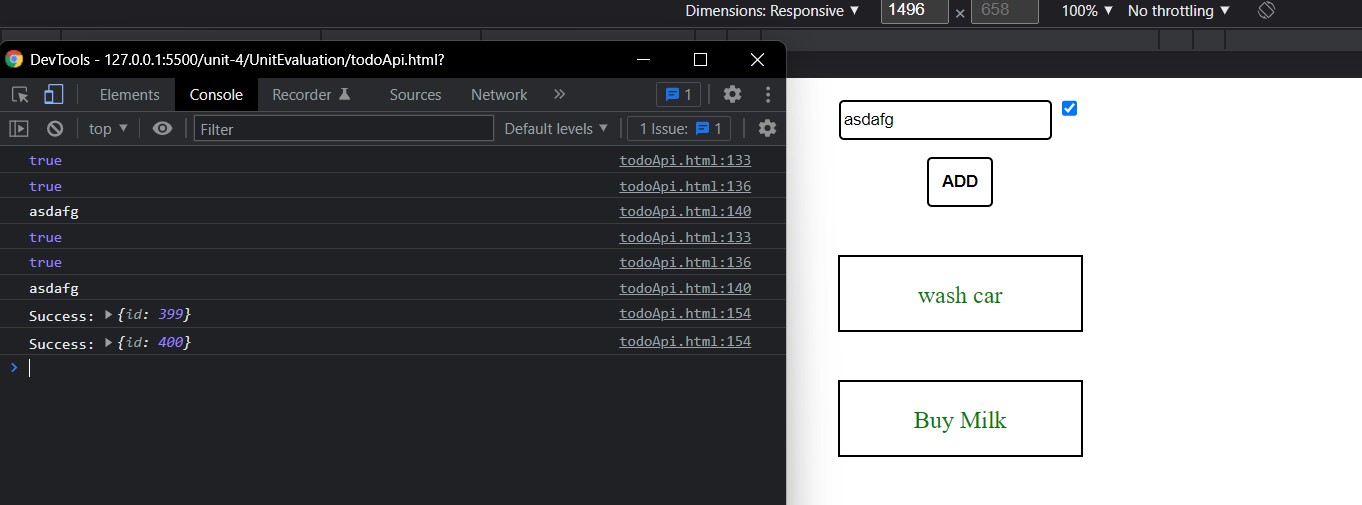 Dimensions: Responsive ▼ 1496 × 658 100% ▼ No throttling ▼
DevTools - 127.0.0.1:5500/unit-4/UnitEvaluation/todoApi.html?
Elements Console Recorder Sources Network »
1
top ▼ Filter Default levels ▼ 1 Issue: 1
true todoApi.html:133
true todoApi.html:136
asdafg todoApi.html:140
true todoApi.html:133
true todoApi.html:136
asdafg todoApi.html:140
Success: ▶{id: 399} todoApi.html:154
Success: ▶{id: 400} todoApi.html:154
asdafg
ADD
wash car
Buy Milk